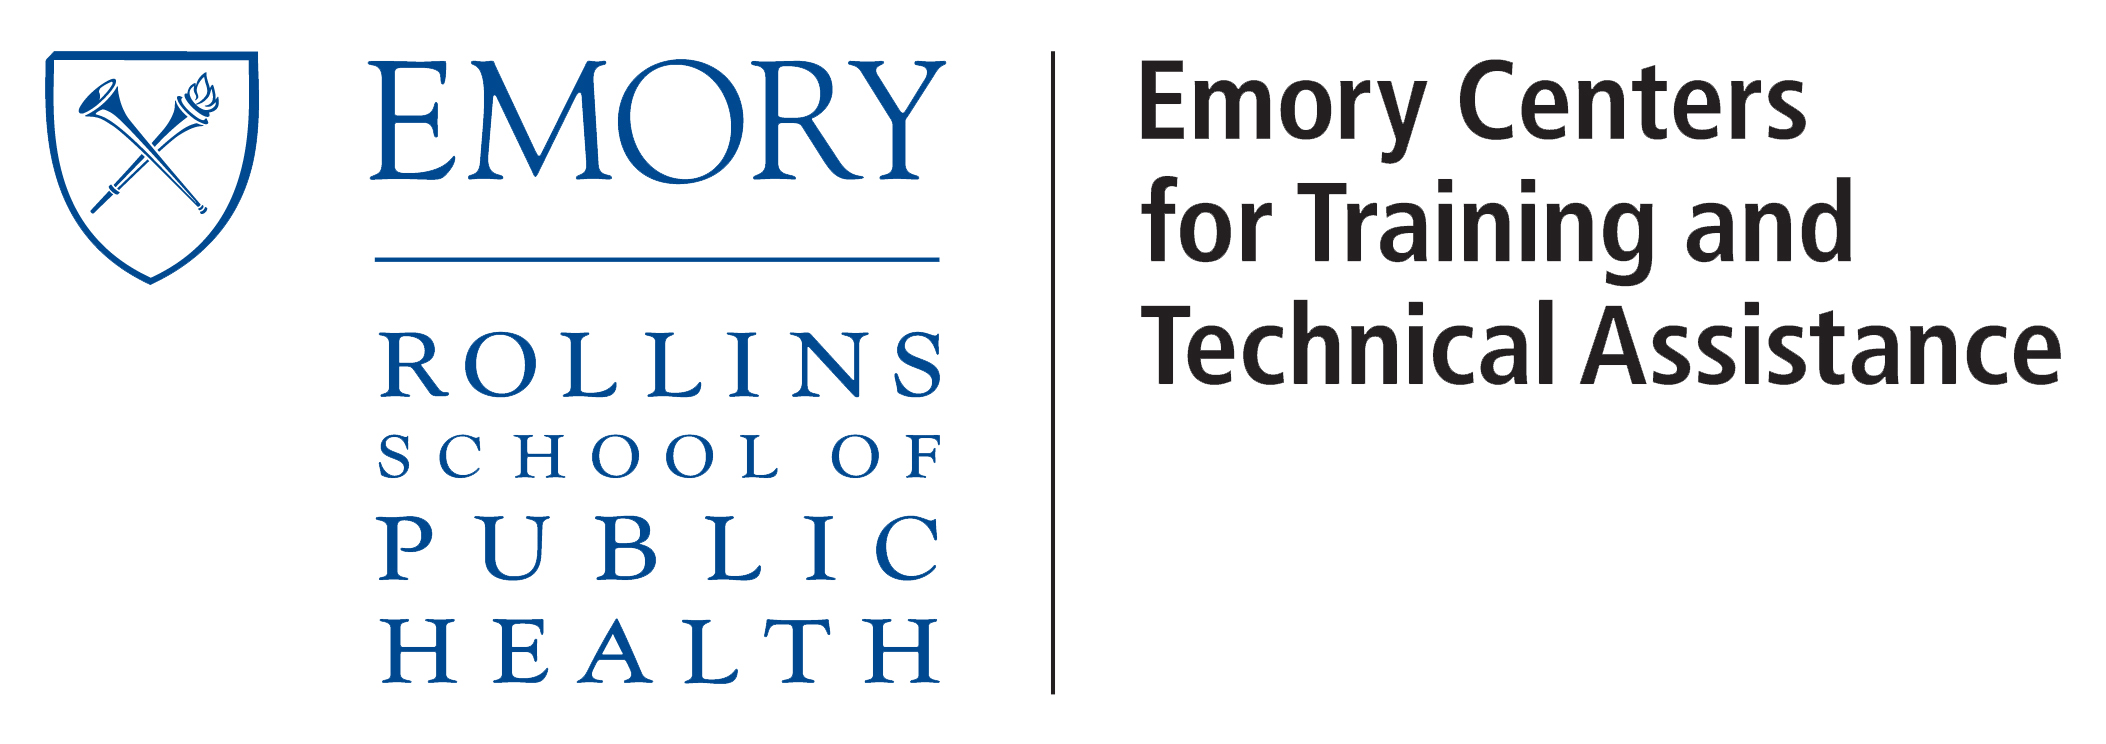 EMORY
ROLLINS
SCHOOL OF
PUBLIC
HEALTH
Emory Centers
for Training and
Technical Assistance